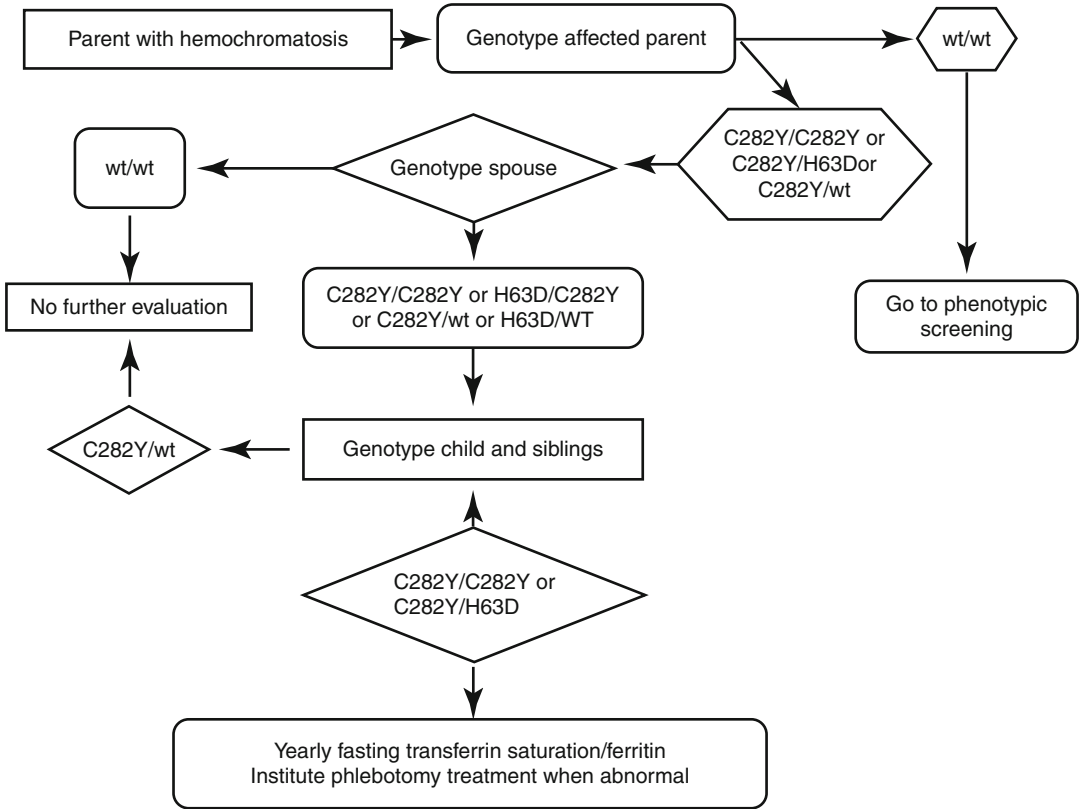 Parent with hemochromatosis
Genotype affected parent
wt/wt
C282Y/C282Y or
C282Y/H63Dor
C282Y/wt
Genotype spouse
wt/wt
No further evaluation
C282Y/C282Y or H63D/C282Y
or C282Y/wt or H63D/WT
Go to phenotypic
screening
C282Y/wt
Genotype child and siblings
C282Y/C282Y or
C282Y/H63D
Yearly fasting transferrin saturation/ferritin
Institute phlebotomy treatment when abnormal